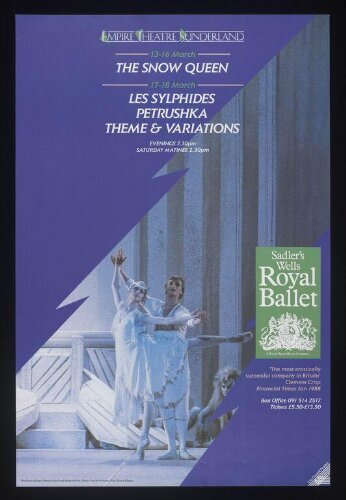 EMPIRE THEATRE SUNDERLAND
13-16 March
THE SNOW QUEEN
17-18 March
LES SYLPHIDES
PETRUSHKA
THEME & VARIATIONS
EVENINGS 7.30pm
SATURDAY MATINEE 2.30pm
Sadler's
Wells
Royal
Ballet
'The most artistically
successful company in Britain'
Clement Crisp
Financial Times Jan 1988
Box Office 091 514 2517
Tickets £5.50-£13.50